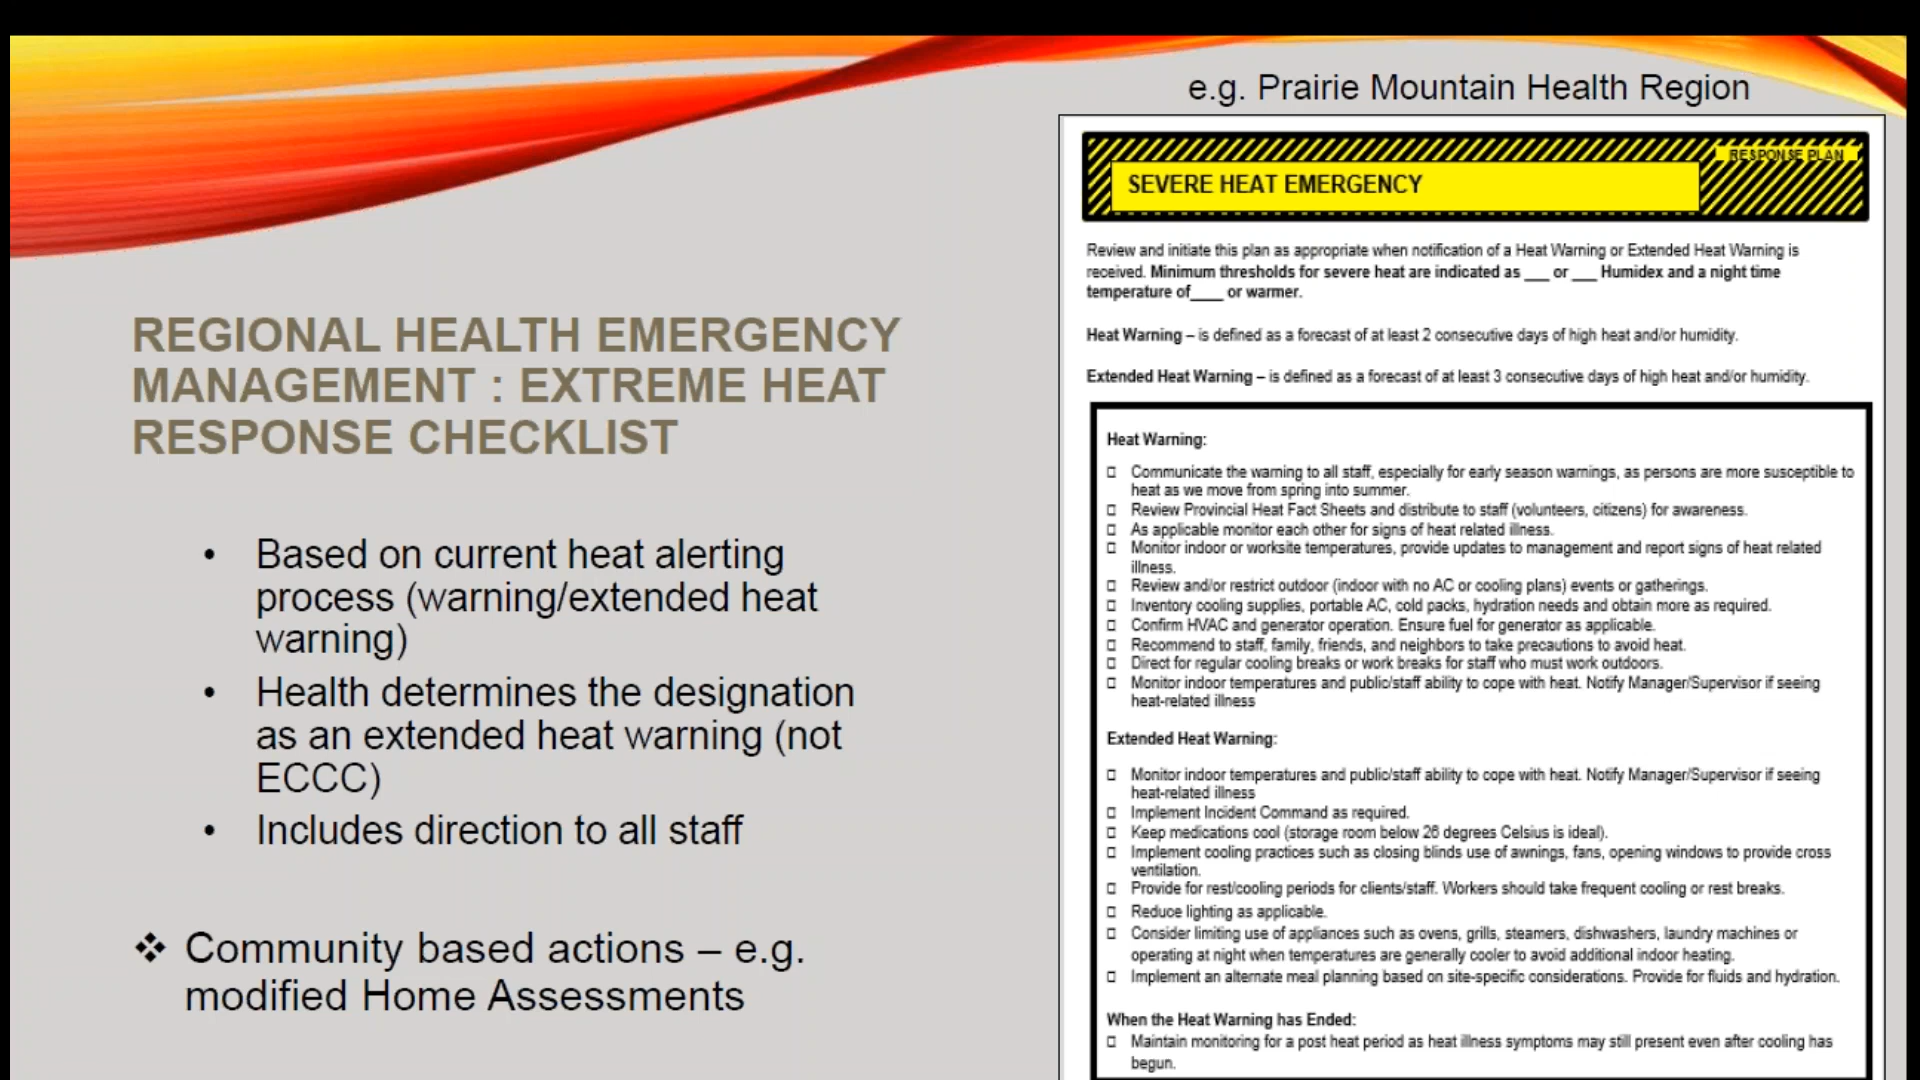 e.g. Prairie Mountain Health Region
REGIONAL HEALTH EMERGENCY
MANAGEMENT : EXTREME HEAT
RESPONSE CHECKLIST
• Based on current heat alerting
process (warning/extended heat
warning)
• Health determines the designation
as an extended heat warning (not
ECCC)
• Includes direction to all staff
❖ Community based actions – e.g.
modified Home Assessments
RESPONSE PLAN
SEVERE HEAT EMERGENCY
Review and initiate this plan as appropriate when notification of a Heat Warning or Extended Heat Warning is
received. Minimum thresholds for severe heat are indicated as ___ or ___ Humidex and a night time
temperature of____ or warmer.
Heat Warning – is defined as a forecast of at least 2 consecutive days of high heat and/or humidity.
Extended Heat Warning – is defined as a forecast of at least 3 consecutive days of high heat and/or humidity.
Heat Warning:
☐ Communicate the warning to all staff, especially for early season warnings, as persons are more susceptible to
heat as we move from spring into summer.
☐ Review Provincial Heat Fact Sheets and distribute to staff (volunteers, citizens) for awareness.
☐ As applicable monitor each other for signs of heat related illness.
☐ Monitor indoor or worksite temperatures, provide updates to management and report signs of heat related
illness.
☐ Review and/or restrict outdoor (indoor with no AC or cooling plans) events or gatherings.
☐ Inventory cooling supplies, portable AC, cold packs, hydration needs and obtain more as required.
☐ Confirm HVAC and generator operation. Ensure fuel for generator as applicable.
☐ Recommend to staff, family, friends, and neighbors to take precautions to avoid heat.
☐ Direct for regular cooling breaks or work breaks for staff who must work outdoors.
☐ Monitor indoor temperatures and public/staff ability to cope with heat. Notify Manager/Supervisor if seeing
heat-related illness
Extended Heat Warning:
☐ Monitor indoor temperatures and public/staff ability to cope with heat. Notify Manager/Supervisor if seeing
heat-related illness
☐ Implement Incident Command as required.
☐ Keep medications cool (storage room below 26 degrees Celsius is ideal).
☐ Implement cooling practices such as closing blinds use of awnings, fans, opening windows to provide cross
ventilation.
☐ Provide for rest/cooling periods for clients/staff. Workers should take frequent cooling or rest breaks.
☐ Reduce lighting as applicable.
☐ Consider limiting use of appliances such as ovens, grills, steamers, dishwashers, laundry machines or
operating at night when temperatures are generally cooler to avoid additional indoor heating.
☐ Implement an alternate meal planning based on site-specific considerations. Provide for fluids and hydration.
When the Heat Warning has Ended:
☐ Maintain monitoring for a post heat period as heat illness symptoms may still present even after cooling has
begun.